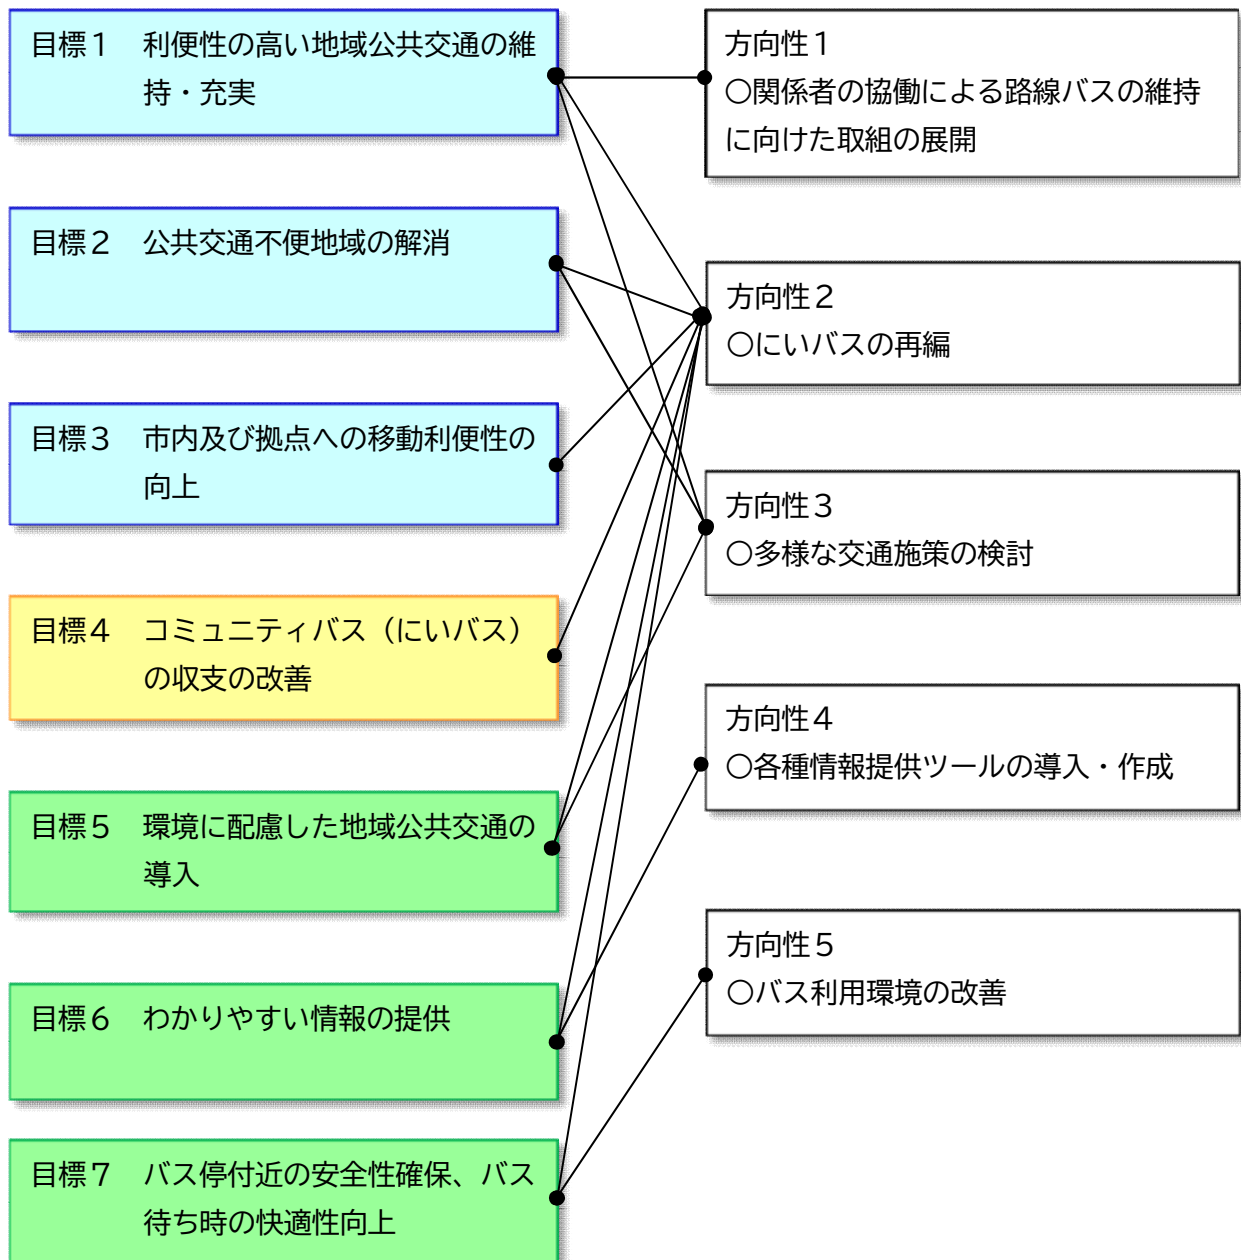 目標１　利便性の高い地域公共交通の維
持・充実
目標２　公共交通不便地域の解消
目標３　市内及び拠点への移動利便性の
向上
目標４　コミュニティバス（にいバス）
の収支の改善
目標５　環境に配慮した地域公共交通の
導入
目標６　わかりやすい情報の提供
目標７　バス停付近の安全性確保、バス
待ち時の快適性向上
方向性１
○関係者の協働による路線バスの維持
に向けた取組の展開
方向性２
○にいバスの再編
方向性３
○多様な交通施策の検討
方向性４
○各種情報提供ツールの導入・作成
方向性５
○バス利用環境の改善